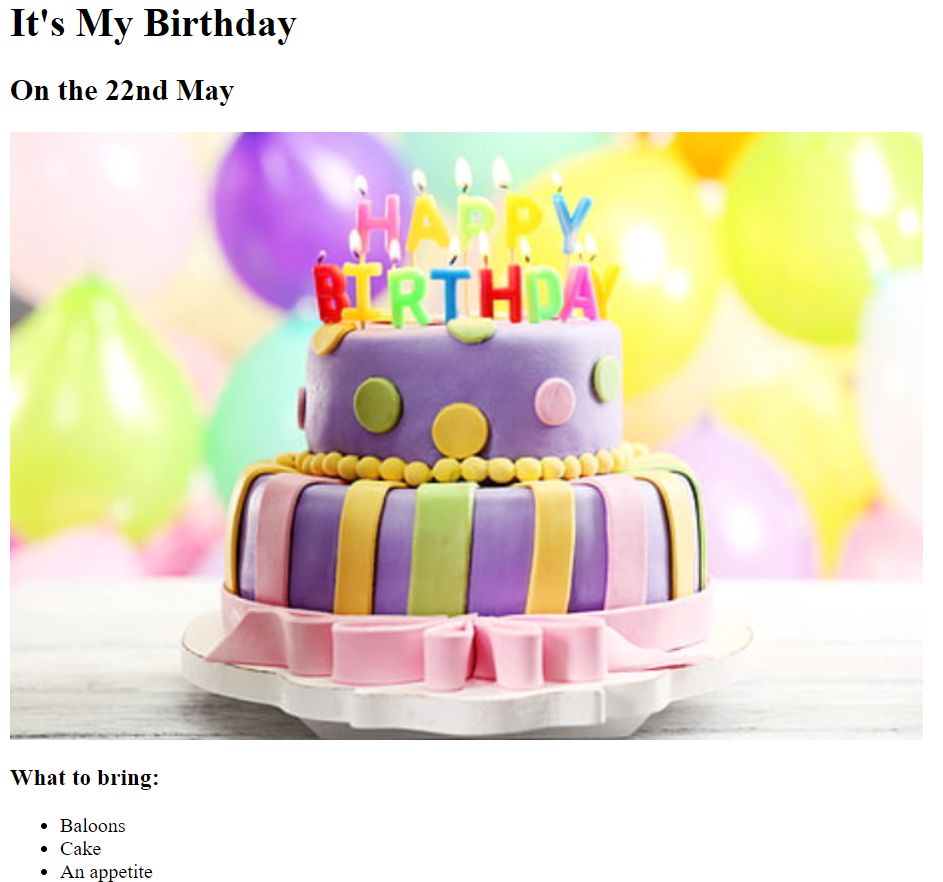 It's My Birthday
On the 22nd May
HAPPY
BIRTHDAY
What to bring:
Baloons
Cake
An appetite